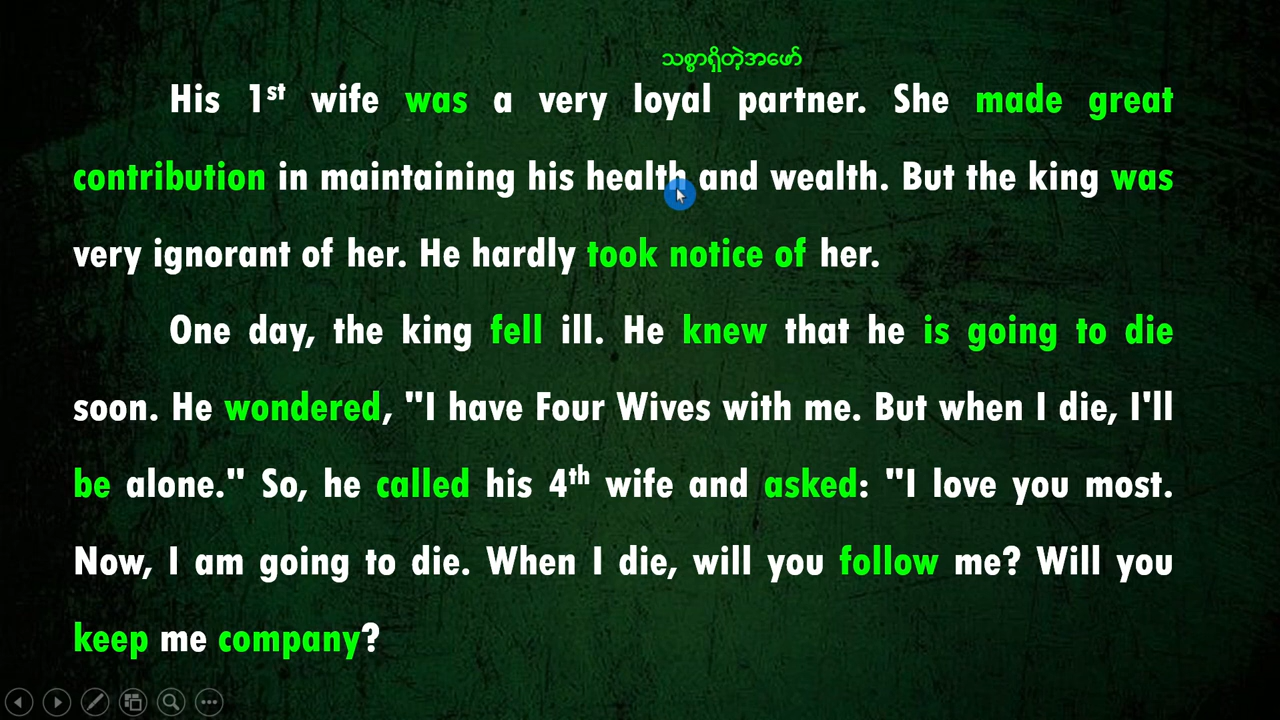 သစ္စာရှိတဲ့အဖော်
His 1st wife was a very loyal partner. She made great
contribution in maintaining his health and wealth. But the king was
very ignorant of her. He hardly took notice of her.
One day, the king fell ill. He knew that he is going to die
soon. He wondered, "I have Four Wives with me. But when I die, I'll
be alone." So, he called his 4th wife and asked: "I love you most.
Now, I am going to die. When I die, will you follow me? Will you
keep me company?